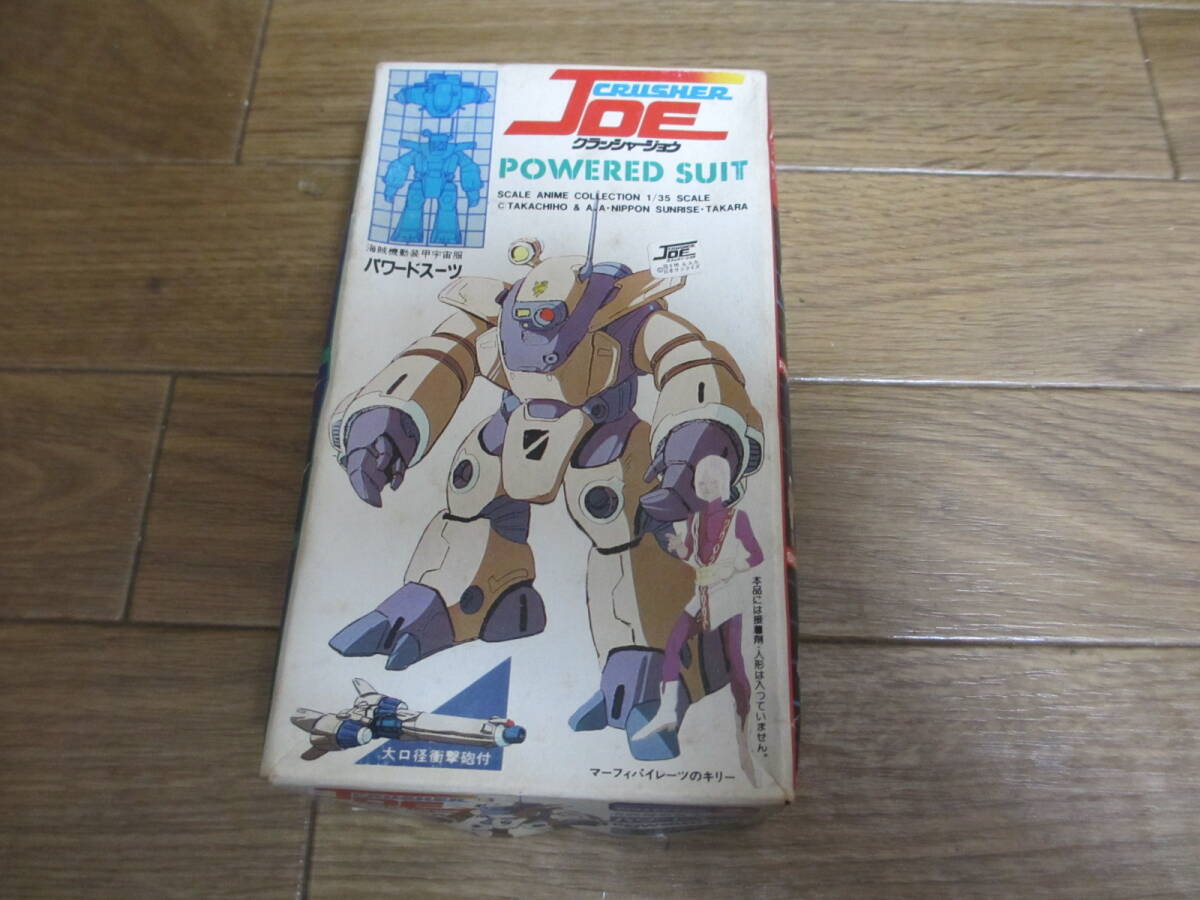 CRUSHER
JOE
クラッシャージョウ
POWERED SUIT
SCALE ANIME COLLECTION 1/35 SCALE
©TAKACHIHO & A.A·NIPPON SUNRISE·TAKARA
海賊機動装甲宇宙服
パワードスーツ
CRUSHER
JOE
大口径衝撃砲付
マーフィパイレーツのキリー
本品には接着剤・人形は入っていません。
CRUSHER
JOE